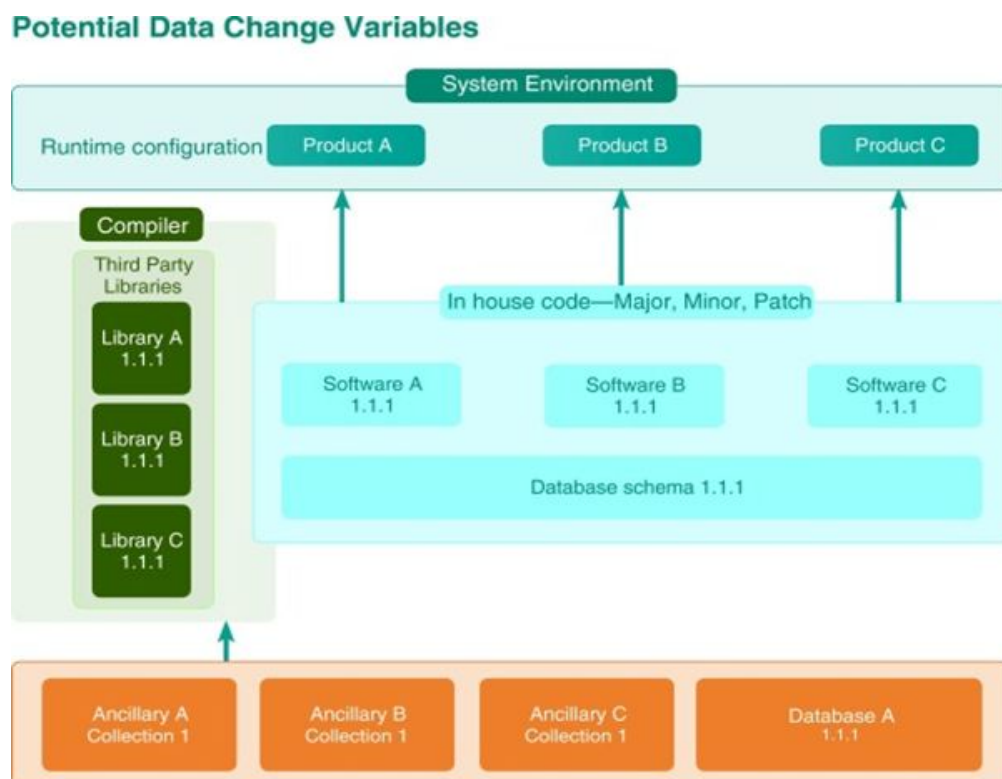 Potential Data Change Variables
System Environment
Runtime configuration
Product A
Product B
Product C
Compiler
Third Party
Libraries
Library A
1.1.1
Library B
1.1.1
Library C
1.1.1
In house code—Major, Minor, Patch
Software A
1.1.1
Software B
1.1.1
Software C
1.1.1
Database schema 1.1.1
Ancillary A
Collection 1
Ancillary B
Collection 1
Ancillary C
Collection 1
Database A
1.1.1